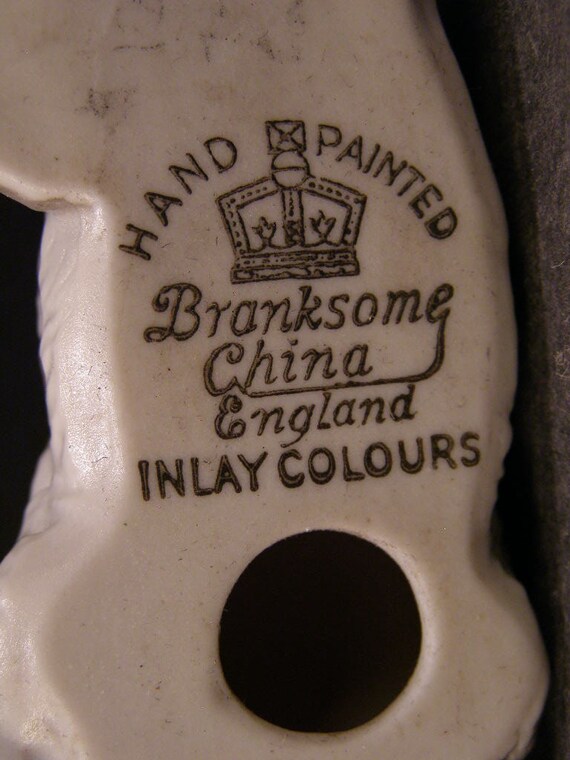 HAND PAINTED
Branksome
China
England
INLAY COLOURS